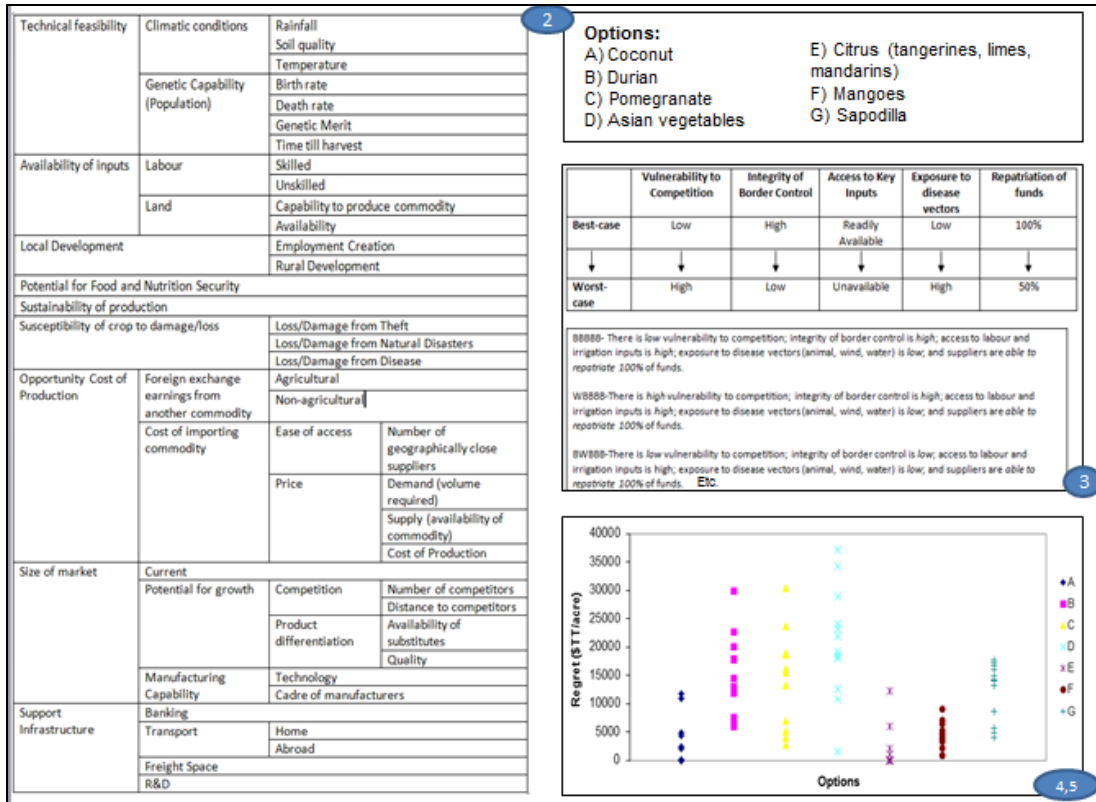 Technical feasibility
Climatic conditions
Rainfall
Soil quality
Temperature
Genetic Capability
(Population)
Birth rate
Death rate
Genetic Merit
Time till harvest
Availability of inputs
Labour
Skilled
Unskilled
Land
Capability to produce commodity
Availability
Local Development
Employment Creation
Rural Development
Potential for Food and Nutrition Security
Sustainability of production
Susceptibility of crop to damage/loss
Loss/Damage from Theft
Loss/Damage from Natural Disasters
Loss/Damage from Disease
Opportunity Cost of
Production
Foreign exchange
earnings from
another commodity
Agricultural
Non-agricultural
Cost of importing
commodity
Ease of access
Number of
geographically close
suppliers
Price
Demand (volume
required)
Supply (availability of
commodity)
Cost of Production
Size of market
Current
Potential for growth
Competition
Number of competitors
Distance to competitors
Product
differentiation
Availability of
substitutes
Quality
Manufacturing
Capability
Technology
Cadre of manufacturers
Support
Infrastructure
Banking
Transport
Home
Abroad
Freight Space
R&D
2
Options:
A) Coconut
B) Durian
C) Pomegranate
D) Asian vegetables
E) Citrus (tangerines, limes,
mandarins)
F) Mangoes
G) Sapodilla
Vulnerability to
Competition
Integrity of
Border Control
Access to Key
Inputs
Exposure to
disease
vectors
Repatriation of
funds
Best-case
Low
High
Readily
Available
Low
100%
Worst-
case
High
Low
Unavailable
High
50%
BBBBB- There is low vulnerability to competition; integrity of border control is high; access to labour and
irrigation inputs is high; exposure to disease vectors (animal, wind, water) is low; and suppliers are able to
repatriate 100% of funds.
WBBBB-There is high vulnerability to competition; integrity of border control is high; access to labour and
irrigation inputs is high; exposure to disease vectors (animal, wind, water) is low; and suppliers are able to
repatriate 100% of funds.
BWBBB-There is low vulnerability to competition; integrity of border control is low; access to labour and
irrigation inputs is high; exposure to disease vectors (animal, wind, water) is low; and suppliers are able to
repatriate 100% of funds. Etc.
3
40000
35000
30000
25000
20000
15000
10000
5000
0
Regret ($TT/acre)
Options
A
B
C
D
E
F
G
4,5